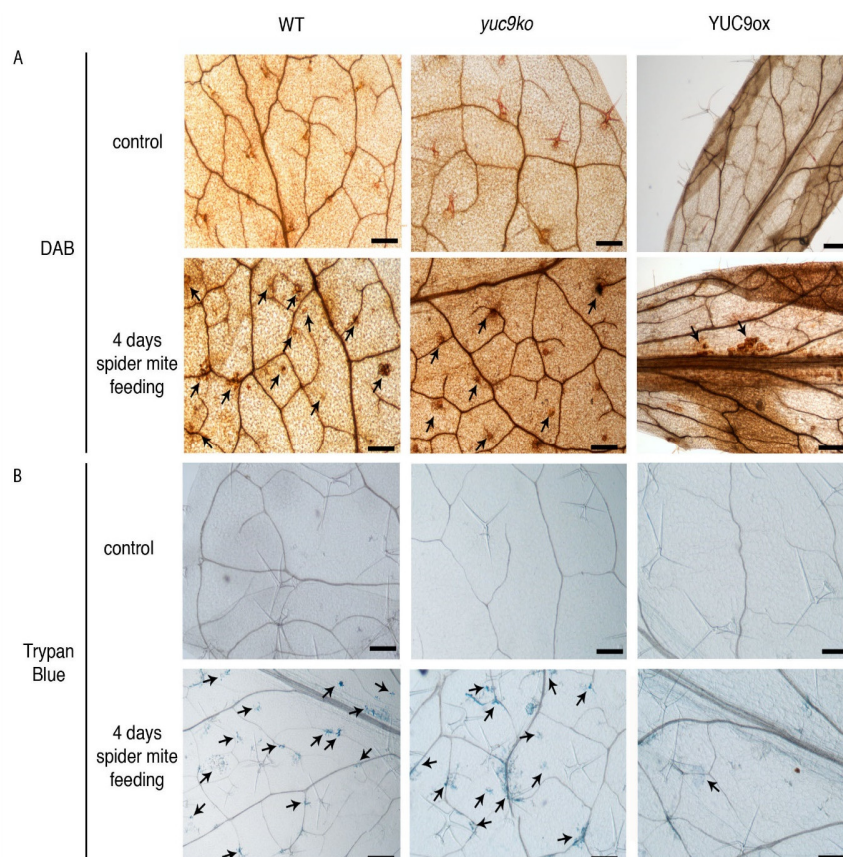 WT yuc9ko YUC9ox
A
control
DAB
4 days
spider mite
feeding
B
control
Trypan
Blue
4 days
spider mite
feeding